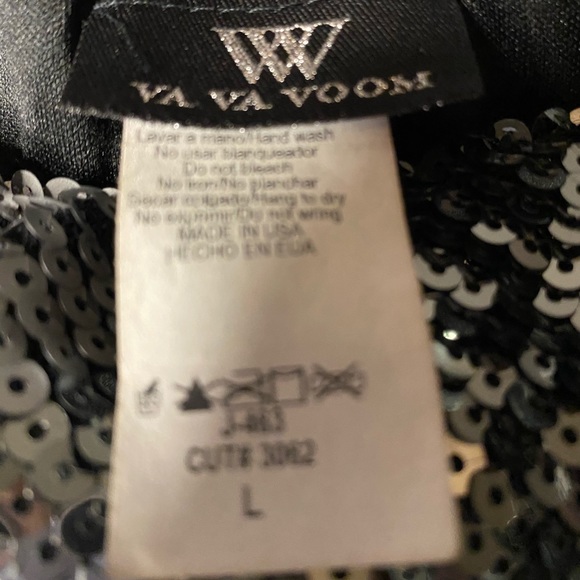 VA VA VOOM
Lavar a mano/Hand wash
No usar blanqueador
Do not bleach
No Iron/No planchar
Secar colgado/Hang to dry
No exprimir/Do not wring
MADE IN USA
HECHO EN EUA
J-863
CUT# 3062
L